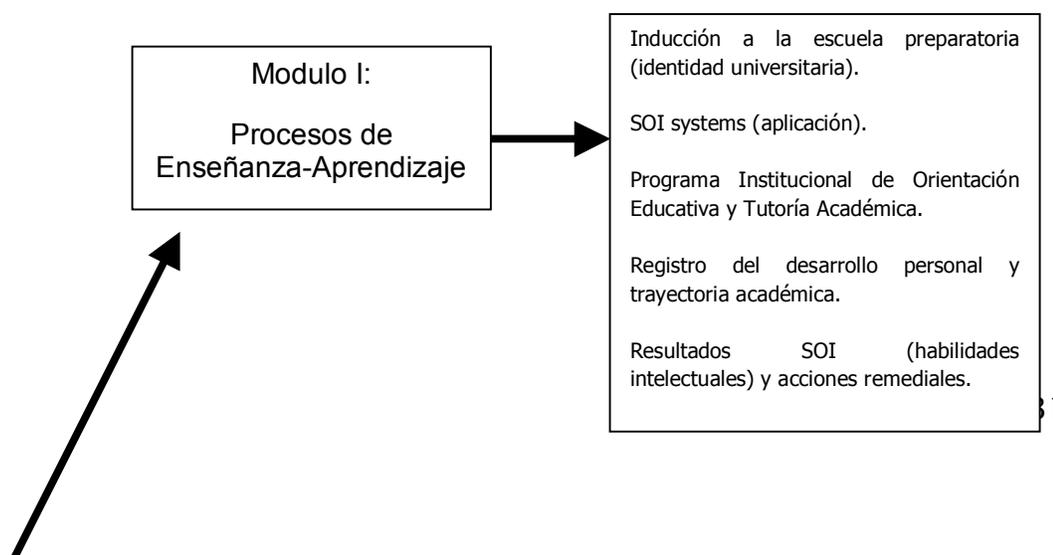 Modulo I:
Procesos de
Enseñanza-Aprendizaje
Inducción a la escuela preparatoria
(identidad universitaria).
SOI systems (aplicación).
Programa Institucional de Orientación
Educativa y Tutoría Académica.
Registro del desarrollo personal y
trayectoria académica.
Resultados SOI (habilidades
intelectuales) y acciones remediales.